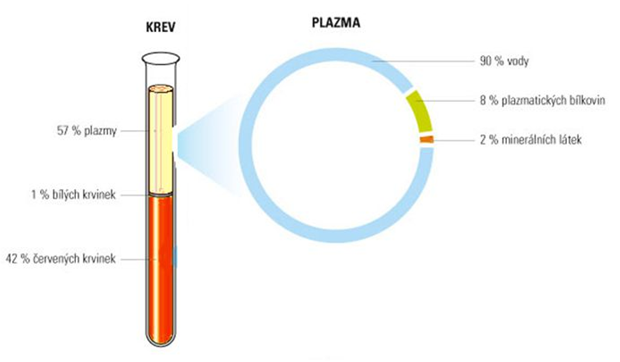 KREV
57 % plazmy
1 % bílých krvinek
42 % červených krvinek
PLAZMA
90 % vody
8 % plazmatických bílkovin
2 % minerálních látek